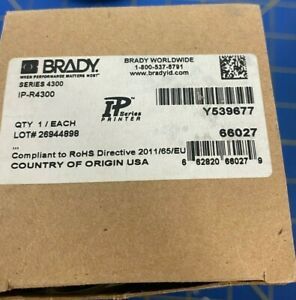 BRADY
WHEN PERFORMANCE MATTERS MOST
SERIES 4300
IP-R4300
BRADY WORLDWIDE
1-800-537-8791
www.bradyid.com
IP Series
PRINTER
Y539677
QTY 1 / EACH
LOT# 26944898
66027
Compliant to RoHS Directive 2011/65/EU
COUNTRY OF ORIGIN USA
6 62820 66027 9